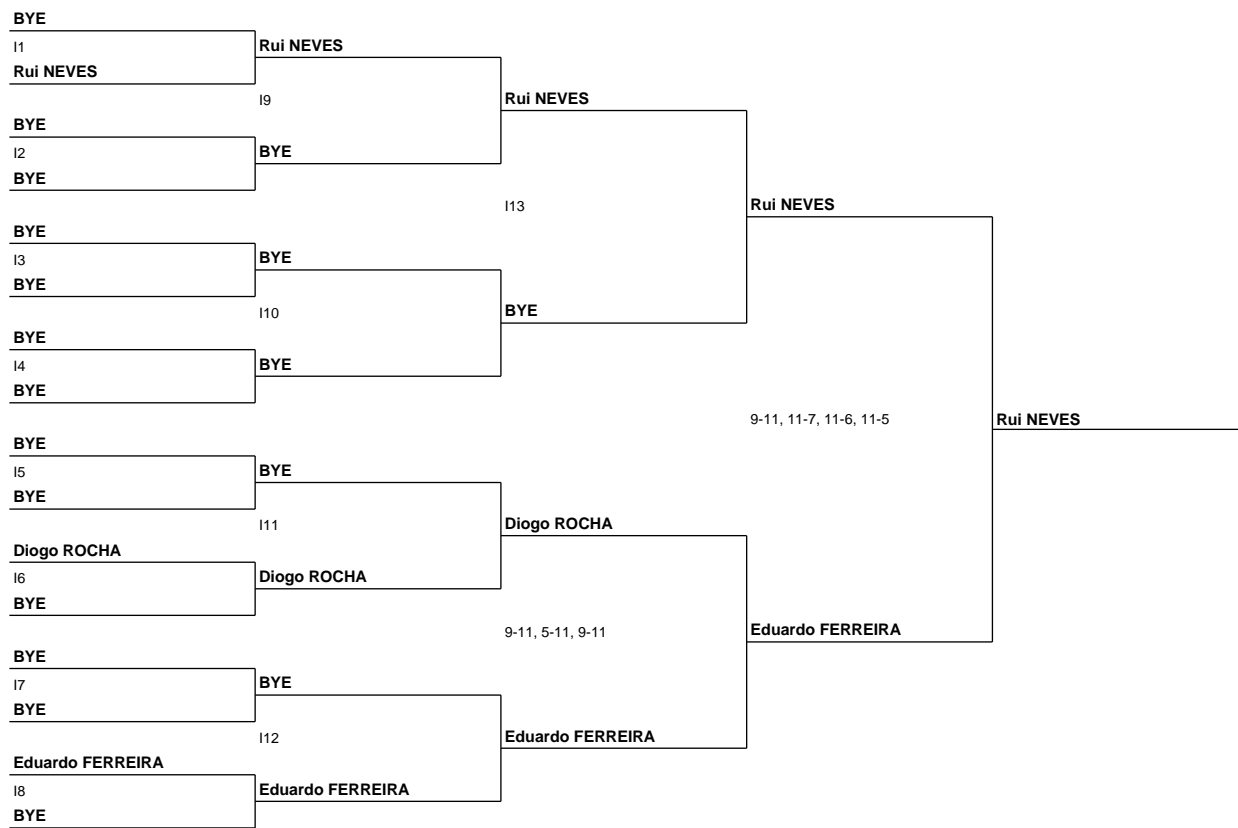 BYE
I1
Rui NEVES
Rui NEVES
I9
Rui NEVES
BYE
I2
BYE
BYE
I13
Rui NEVES
BYE
I3
BYE
BYE
I10
BYE
BYE
I4
BYE
BYE
9-11, 11-7, 11-6, 11-5
Rui NEVES
BYE
I5
BYE
BYE
I11
Diogo ROCHA
Diogo ROCHA
I6
BYE
Diogo ROCHA
9-11, 5-11, 9-11
Eduardo FERREIRA
BYE
I7
BYE
BYE
I12
Eduardo FERREIRA
Eduardo FERREIRA
I8
BYE
Eduardo FERREIRA